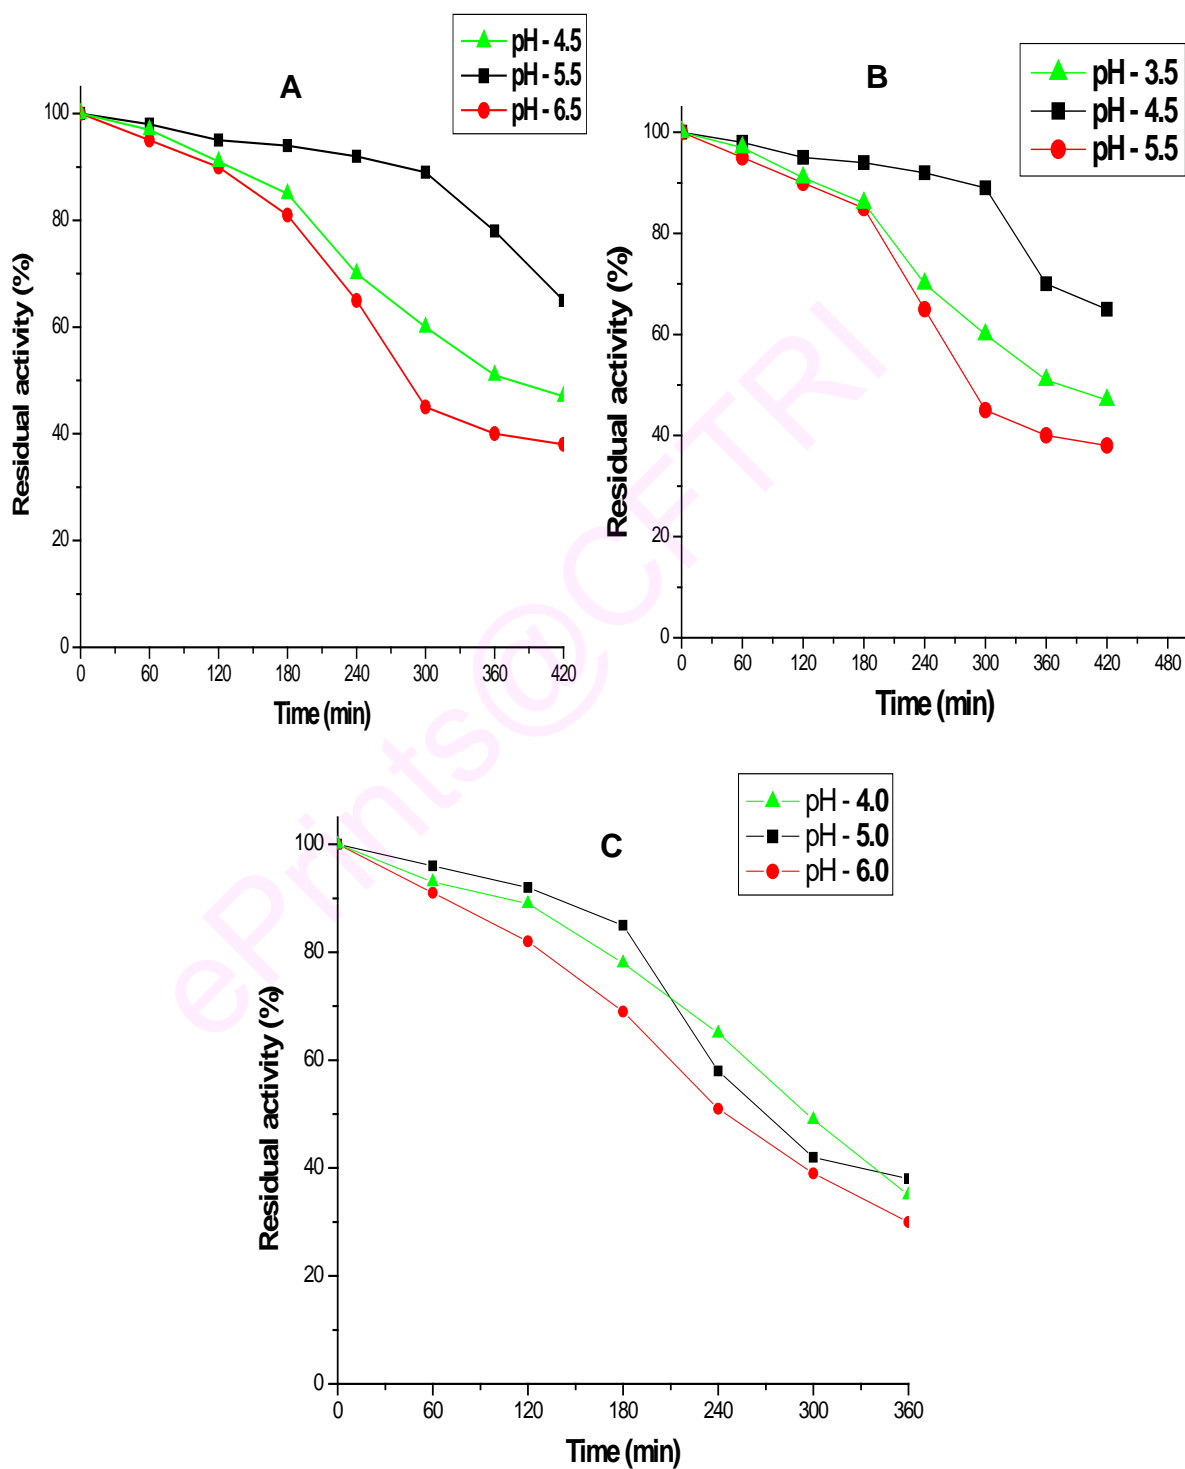 A
pH - 4.5
pH - 5.5
pH - 6.5
Residual activity (%)
100
80
60
40
20
0
0 60 120 180 240 300 360 420
Time (min)
B
pH - 3.5
pH - 4.5
pH - 5.5
Residual activity (%)
100
80
60
40
20
0
0 60 120 180 240 300 360 420 480
Time (min)
C
pH - 4.0
pH - 5.0
pH - 6.0
Residual activity (%)
100
80
60
40
20
0
0 60 120 180 240 300 360
Time (min)
ePrints@CFTRI